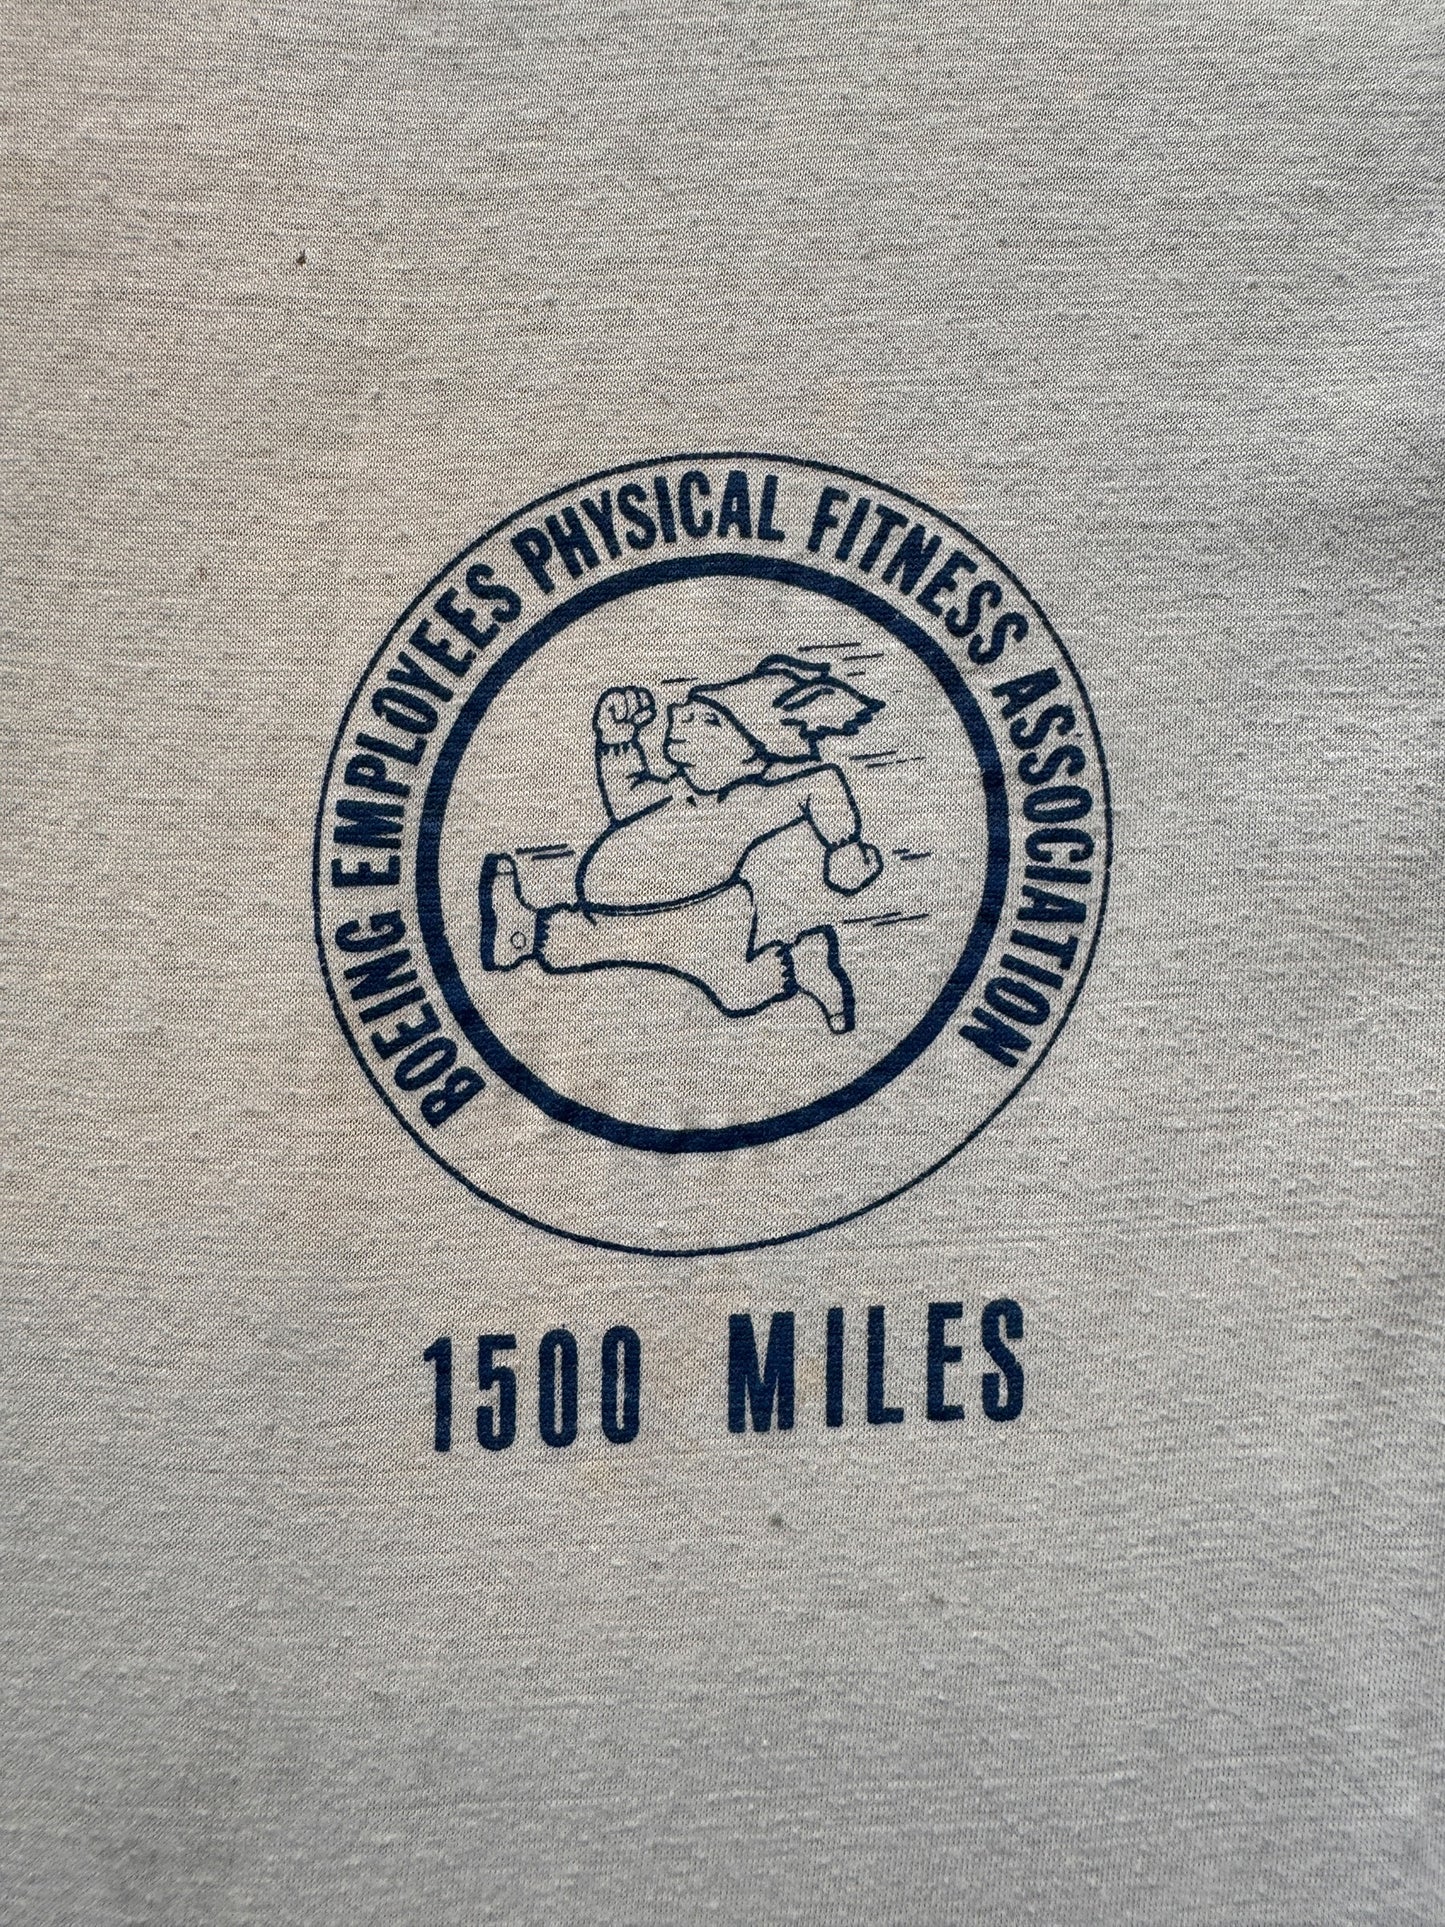 BOEING EMPLOYEES PHYSICAL FITNESS ASSOCIATION
1500 MILES